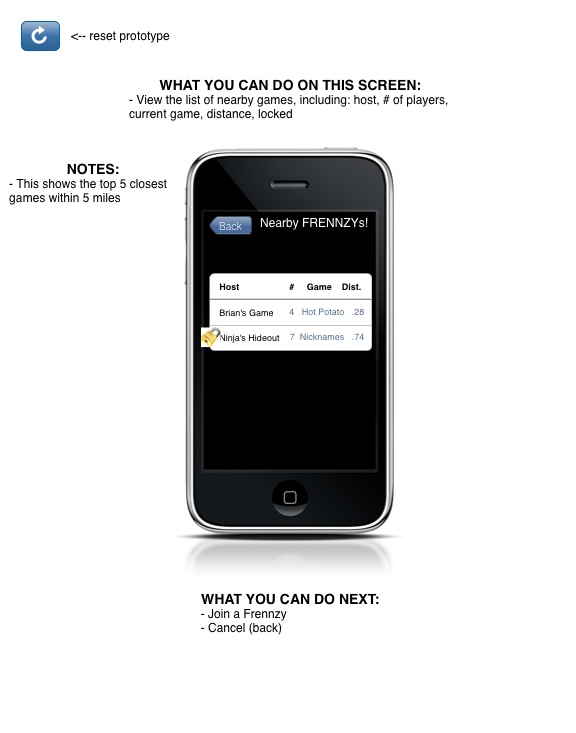 <-- reset prototype
WHAT YOU CAN DO ON THIS SCREEN:
- View the list of nearby games, including: host, # of players,
current game, distance, locked
NOTES:
- This shows the top 5 closest
games within 5 miles
Back Nearby FRENNZYs!
Host # Game Dist.
Brian's Game 4 Hot Potato .28
Ninja's Hideout 7 Nicknames .74
WHAT YOU CAN DO NEXT:
- Join a Frennzy
- Cancel (back)